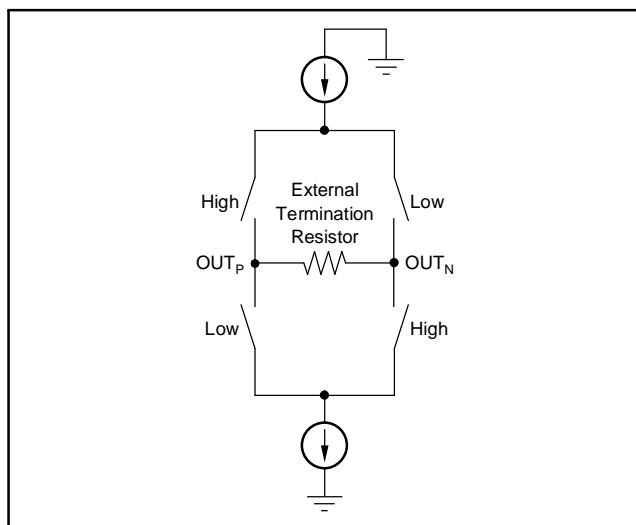 External
Termination
Resistor
High
Low
OUTP
OUTN
Low
High